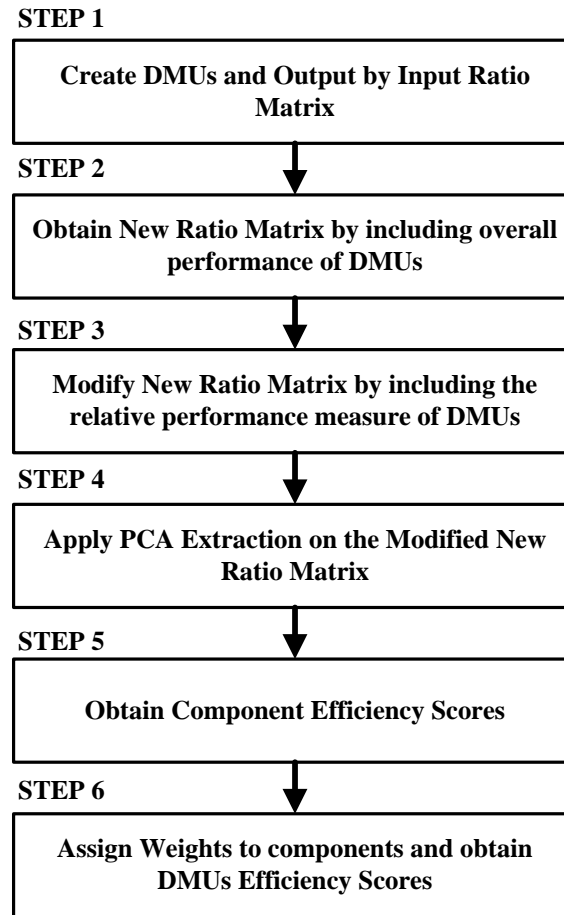 STEP 1
Create DMUs and Output by Input Ratio
Matrix
STEP 2
Obtain New Ratio Matrix by including overall
performance of DMUs
STEP 3
Modify New Ratio Matrix by including the
relative performance measure of DMUs
STEP 4
Apply PCA Extraction on the Modified New
Ratio Matrix
STEP 5
Obtain Component Efficiency Scores
STEP 6
Assign Weights to components and obtain
DMUs Efficiency Scores